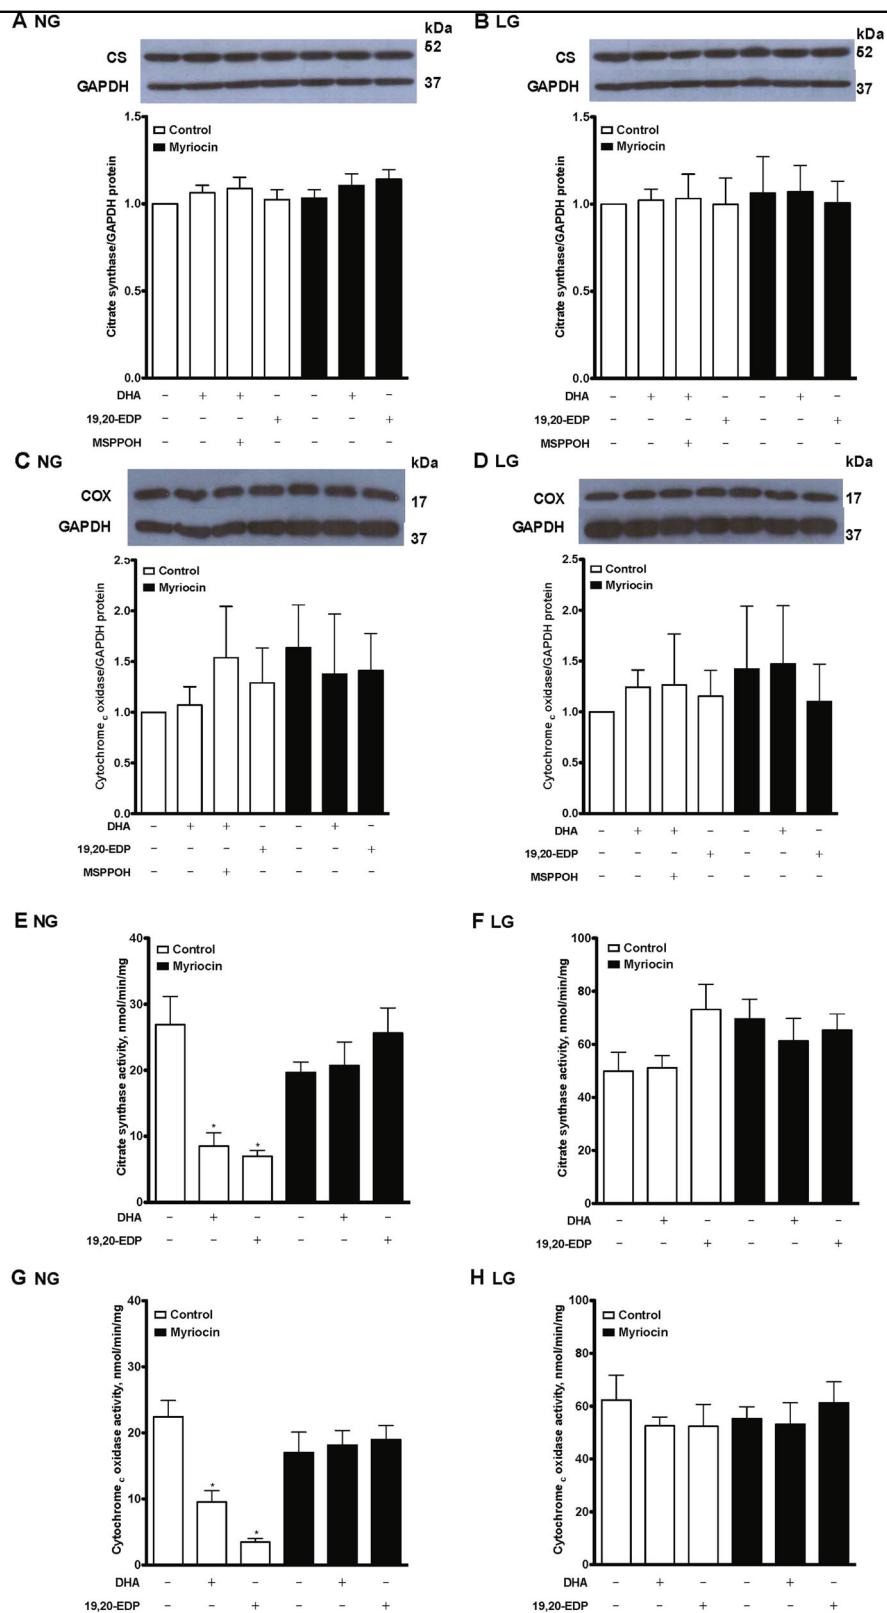 A NG
kDa
CS
52
GAPDH
37
1.5
Control
Myriocin
Citrate synthase/GAPDH protein
1.0
0.5
0.0
DHA - + + - - + -
19,20-EDP - - - + - - +
MSPPOH - - + - - - -
B LG
kDa
CS
52
GAPDH
37
1.5
Control
Myriocin
Citrate synthase/GAPDH protein
1.0
0.5
0.0
DHA - + + - - + -
19,20-EDP - - - + - - +
MSPPOH - - + - - - -
C NG
kDa
COX
17
GAPDH
37
2.5
Control
Myriocin
Cytochrome c oxidase/GAPDH protein
2.0
1.5
1.0
0.5
0.0
DHA - + + - - + -
19,20-EDP - - - + - - +
MSPPOH - - + - - - -
D LG
kDa
COX
17
GAPDH
37
2.5
Control
Myriocin
Cytochrome c oxidase/GAPDH protein
2.0
1.5
1.0
0.5
0.0
DHA - + + - - + -
19,20-EDP - - - + - - +
MSPPOH - - + - - - -
E NG
40
Control
Myriocin
Citrate synthase activity, nmol/min/mg
30
20
10
0
* *
DHA - + - - + -
19,20-EDP - - + - - +
F LG
100
Control
Myriocin
Citrate synthase activity, nmol/min/mg
80
60
40
20
0
DHA - + - - + -
19,20-EDP - - + - - +
G NG
40
Control
Myriocin
Cytochrome c oxidase activity, nmol/min/mg
30
20
10
0
* *
DHA - + - - + -
19,20-EDP - - + - - +
H LG
100
Control
Myriocin
Cytochrome c oxidase activity, nmol/min/mg
80
60
40
20
0
DHA - + - - + -
19,20-EDP - - + - - +